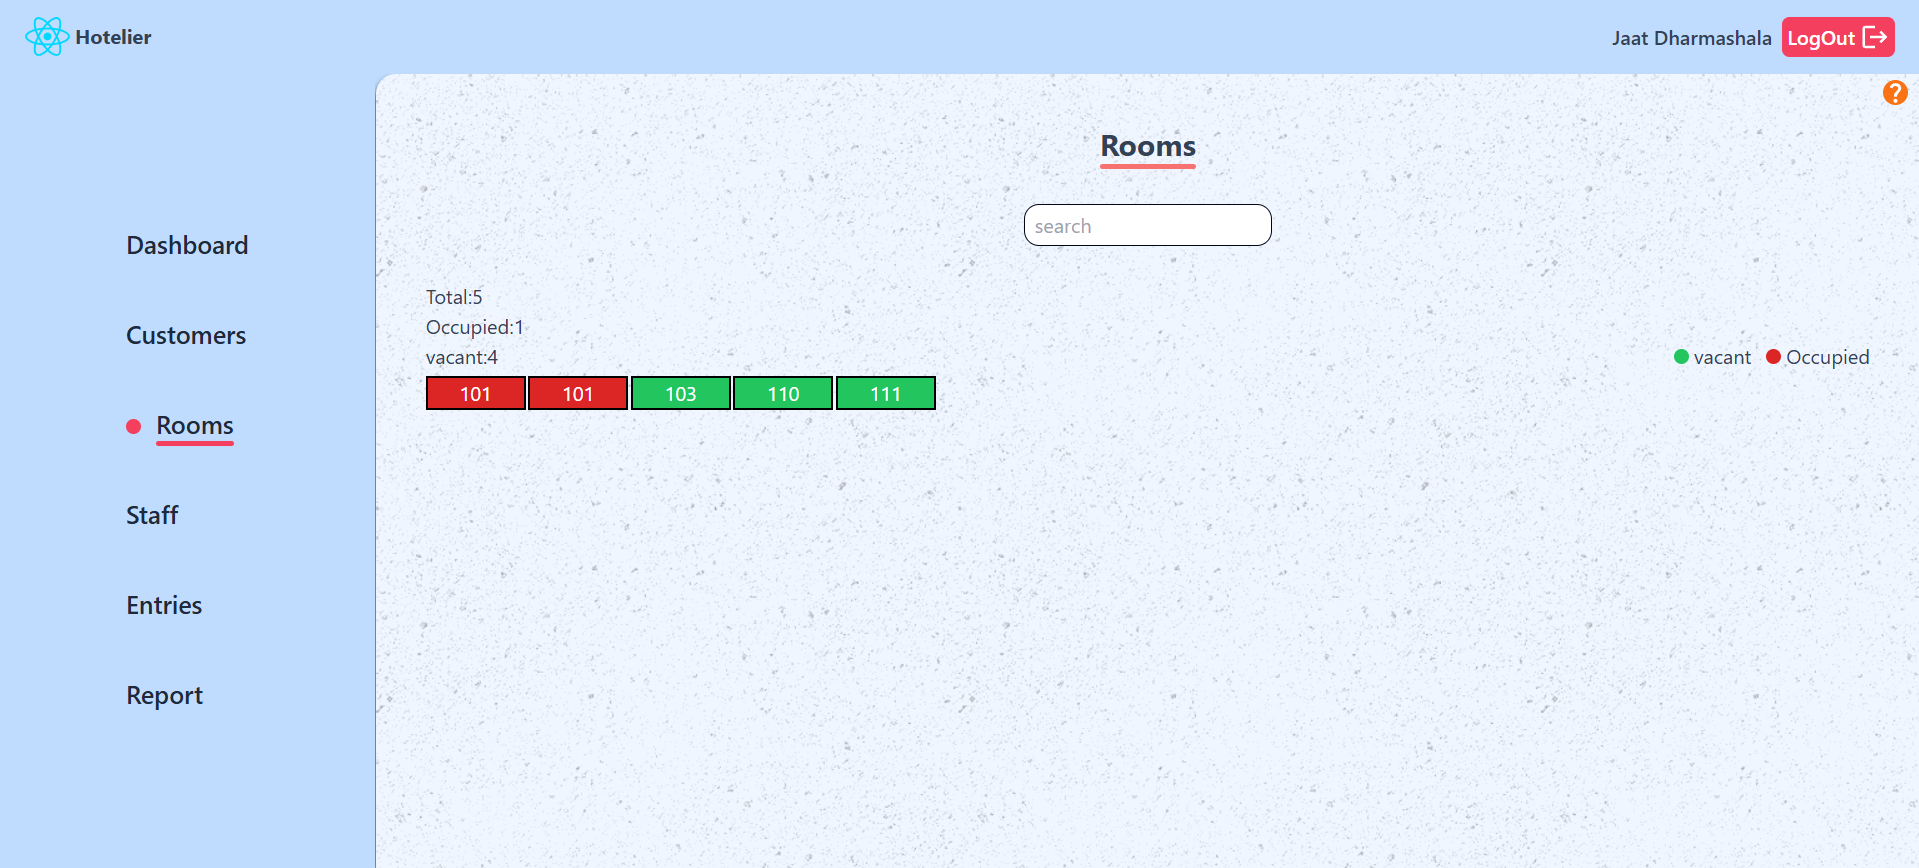 Hotelier
Jaat Dharmashala
LogOut
?
Rooms
search
Dashboard
Customers
Rooms
Staff
Entries
Report
Total:5
Occupied:1
vacant:4
vacant Occupied
101 101 103 110 111